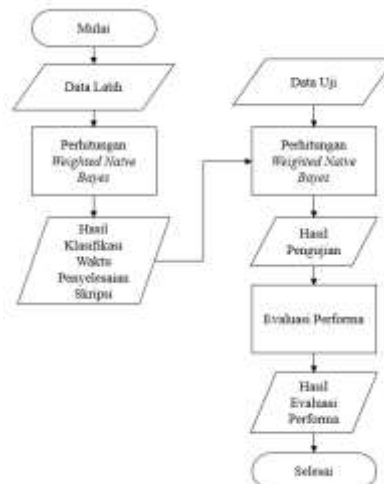 Mulai
Data Latih
Perhitungan
Weighted Naive
Bayes
Hasil
Klasifikasi
Waktu
Penyelesaian
Skripsi
Data Uji
Perhitungan
Weighted Naive
Bayes
Hasil
Pengujian
Evaluasi Performa
Hasil
Evaluasi
Performa
Selesai